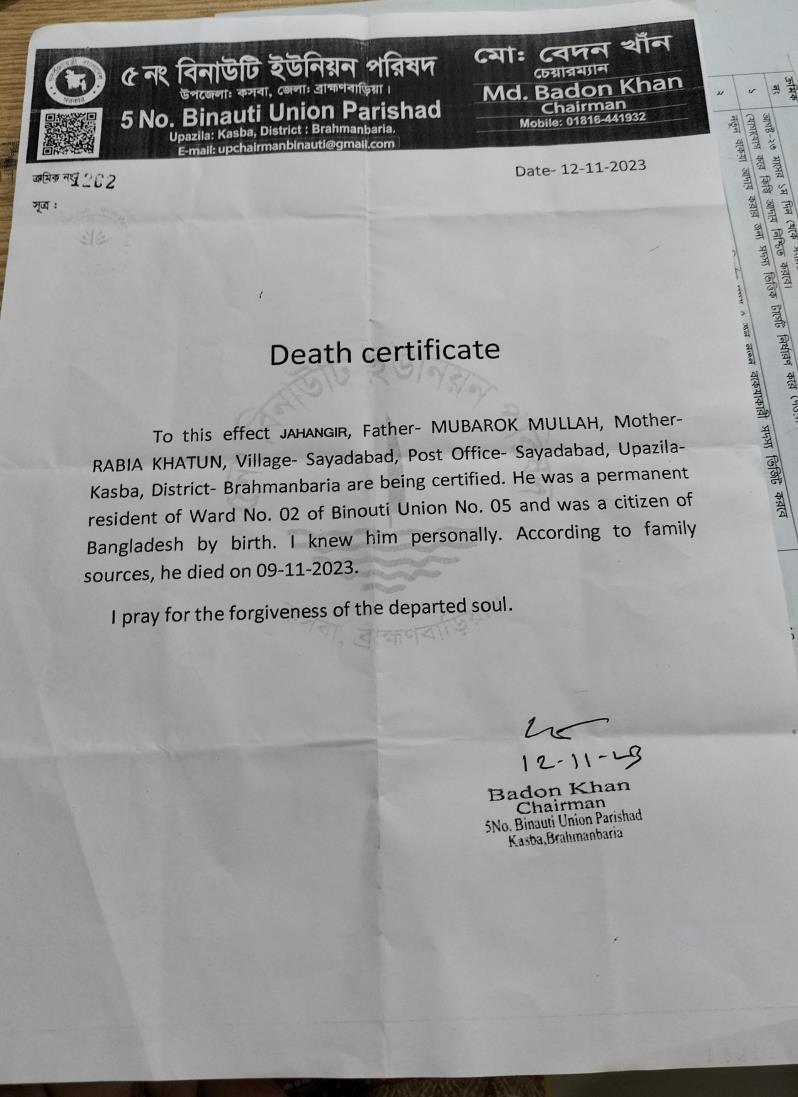 ৫ নং বিনাউটি ইউনিয়ন পরিষদ
উপজেলা: কসবা, জেলা: ব্রাহ্মণবাড়িয়া।
5 No. Binauti Union Parishad
Upazila: Kasba, District : Brahmanbaria,
E-mail: upchairmanbinauti@gmail.com
মো: বেদন খাঁন
চেয়ারম্যান
Md. Badon Khan
Chairman
Mobile: 01816-441932
ক্রমিক নং
সূত্র :
Date- 12-11-2023
Death certificate
To this effect JAHANGIR, Father- MUBAROK MULLAH, Mother-
RABIA KHATUN, Village- Sayadabad, Post Office- Sayadabad, Upazila-
Kasba, District- Brahmanbaria are being certified. He was a permanent
resident of Ward No. 02 of Binouti Union No. 05 and was a citizen of
Bangladesh by birth. I knew him personally. According to family
sources, he died on 09-11-2023.
I pray for the forgiveness of the departed soul.
12-11-23
Badon Khan
Chairman
5No. Binauti Union Parishad
Kasba,Brahmanbaria